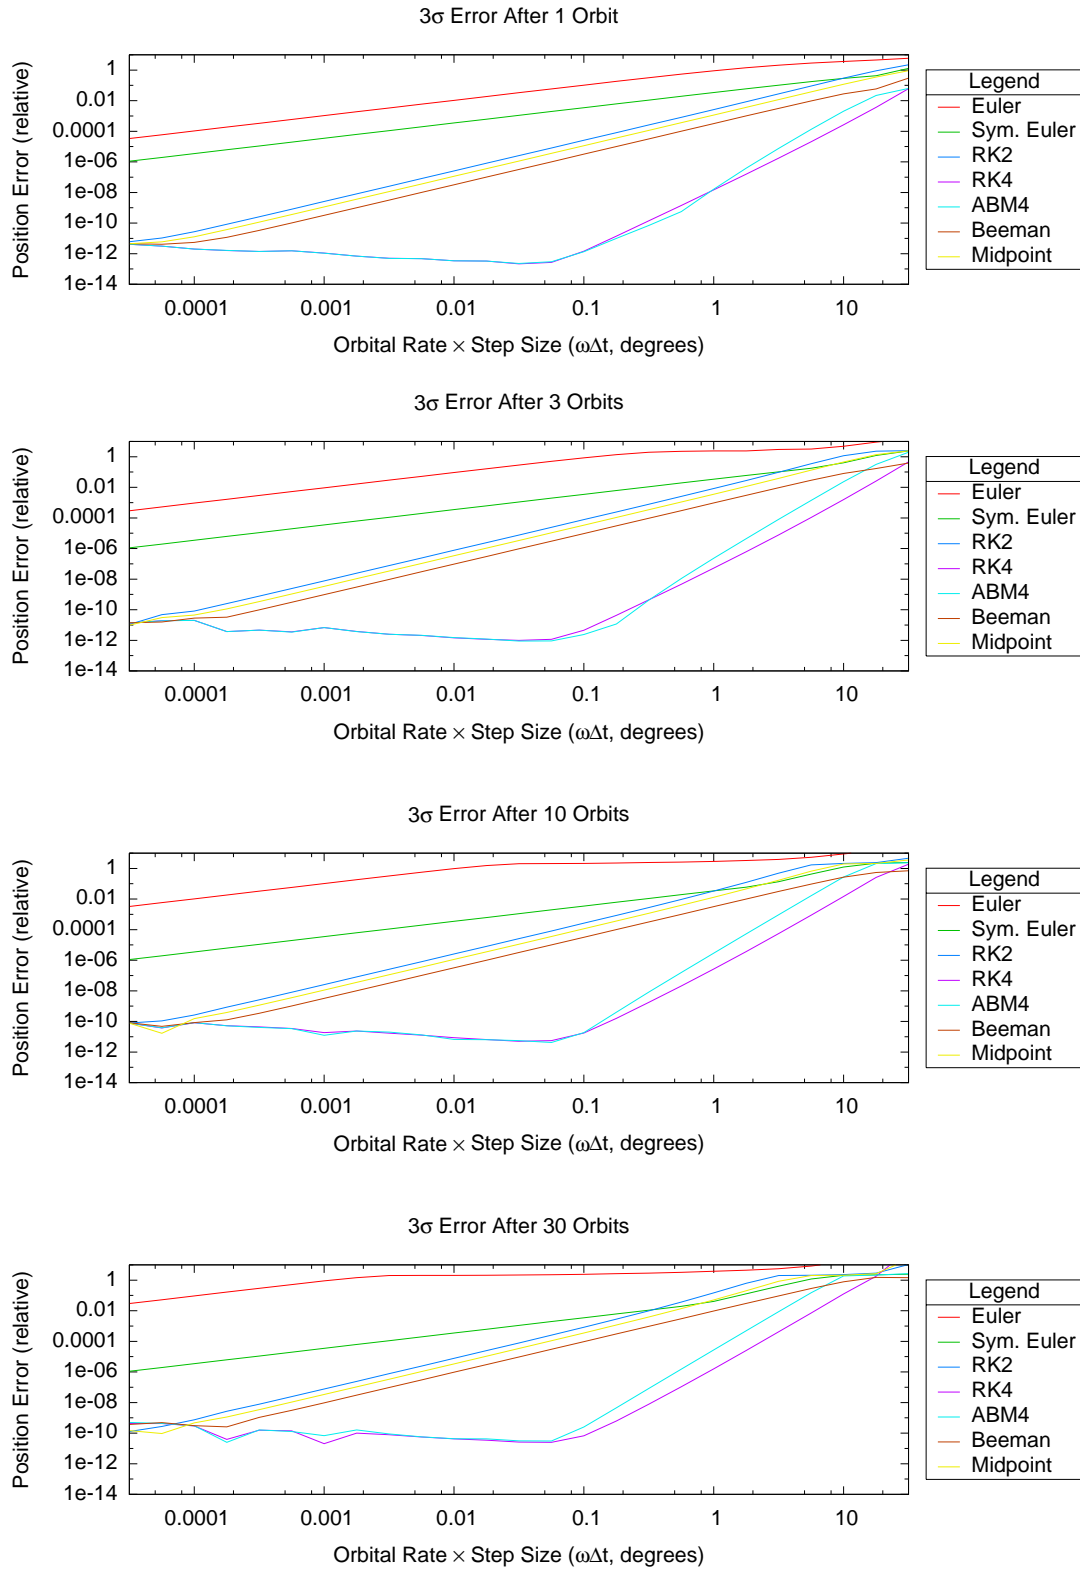 3σ Error After 1 Orbit
Position Error (relative)
1
0.01
0.0001
1e-06
1e-08
1e-10
1e-12
1e-14
0.0001 0.001 0.01 0.1 1 10
Orbital Rate × Step Size (ωΔt, degrees)
Legend
Euler
Sym. Euler
RK2
RK4
ABM4
Beeman
Midpoint
3σ Error After 3 Orbits
Position Error (relative)
1
0.01
0.0001
1e-06
1e-08
1e-10
1e-12
1e-14
0.0001 0.001 0.01 0.1 1 10
Orbital Rate × Step Size (ωΔt, degrees)
Legend
Euler
Sym. Euler
RK2
RK4
ABM4
Beeman
Midpoint
3σ Error After 10 Orbits
Position Error (relative)
1
0.01
0.0001
1e-06
1e-08
1e-10
1e-12
1e-14
0.0001 0.001 0.01 0.1 1 10
Orbital Rate × Step Size (ωΔt, degrees)
Legend
Euler
Sym. Euler
RK2
RK4
ABM4
Beeman
Midpoint
3σ Error After 30 Orbits
Position Error (relative)
1
0.01
0.0001
1e-06
1e-08
1e-10
1e-12
1e-14
0.0001 0.001 0.01 0.1 1 10
Orbital Rate × Step Size (ωΔt, degrees)
Legend
Euler
Sym. Euler
RK2
RK4
ABM4
Beeman
Midpoint